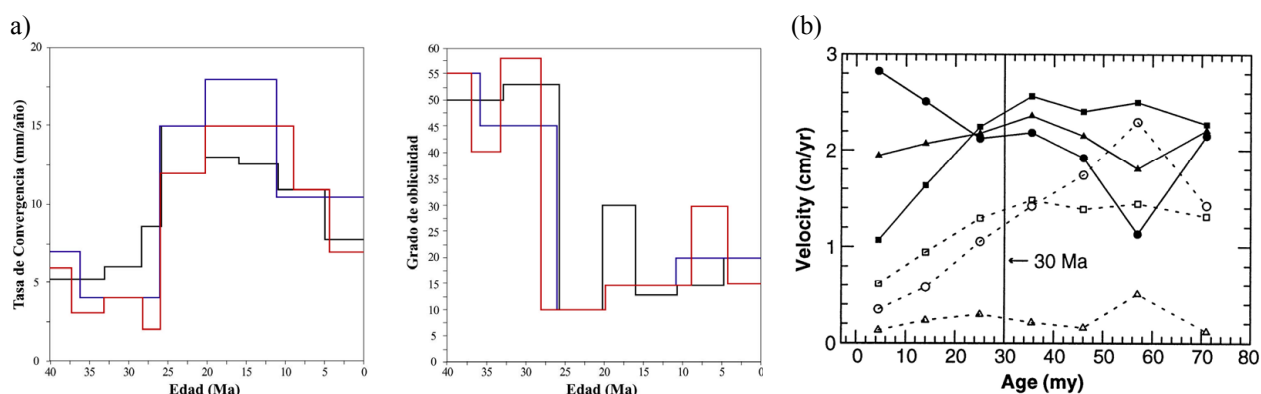 a)
20
15
10
5
0
Tasa de Convergencia (mm/año)
40 35 30 25 20 15 10 5 0
Edad (Ma)
60
55
50
45
40
35
30
25
20
15
10
5
0
Grado de oblicuidad
40 35 30 25 20 15 10 5 0
Edad (Ma)
(b)
3
2
1
0
Velocity (cm/yr)
30 Ma
0 10 20 30 40 50 60 70 80
Age (my)